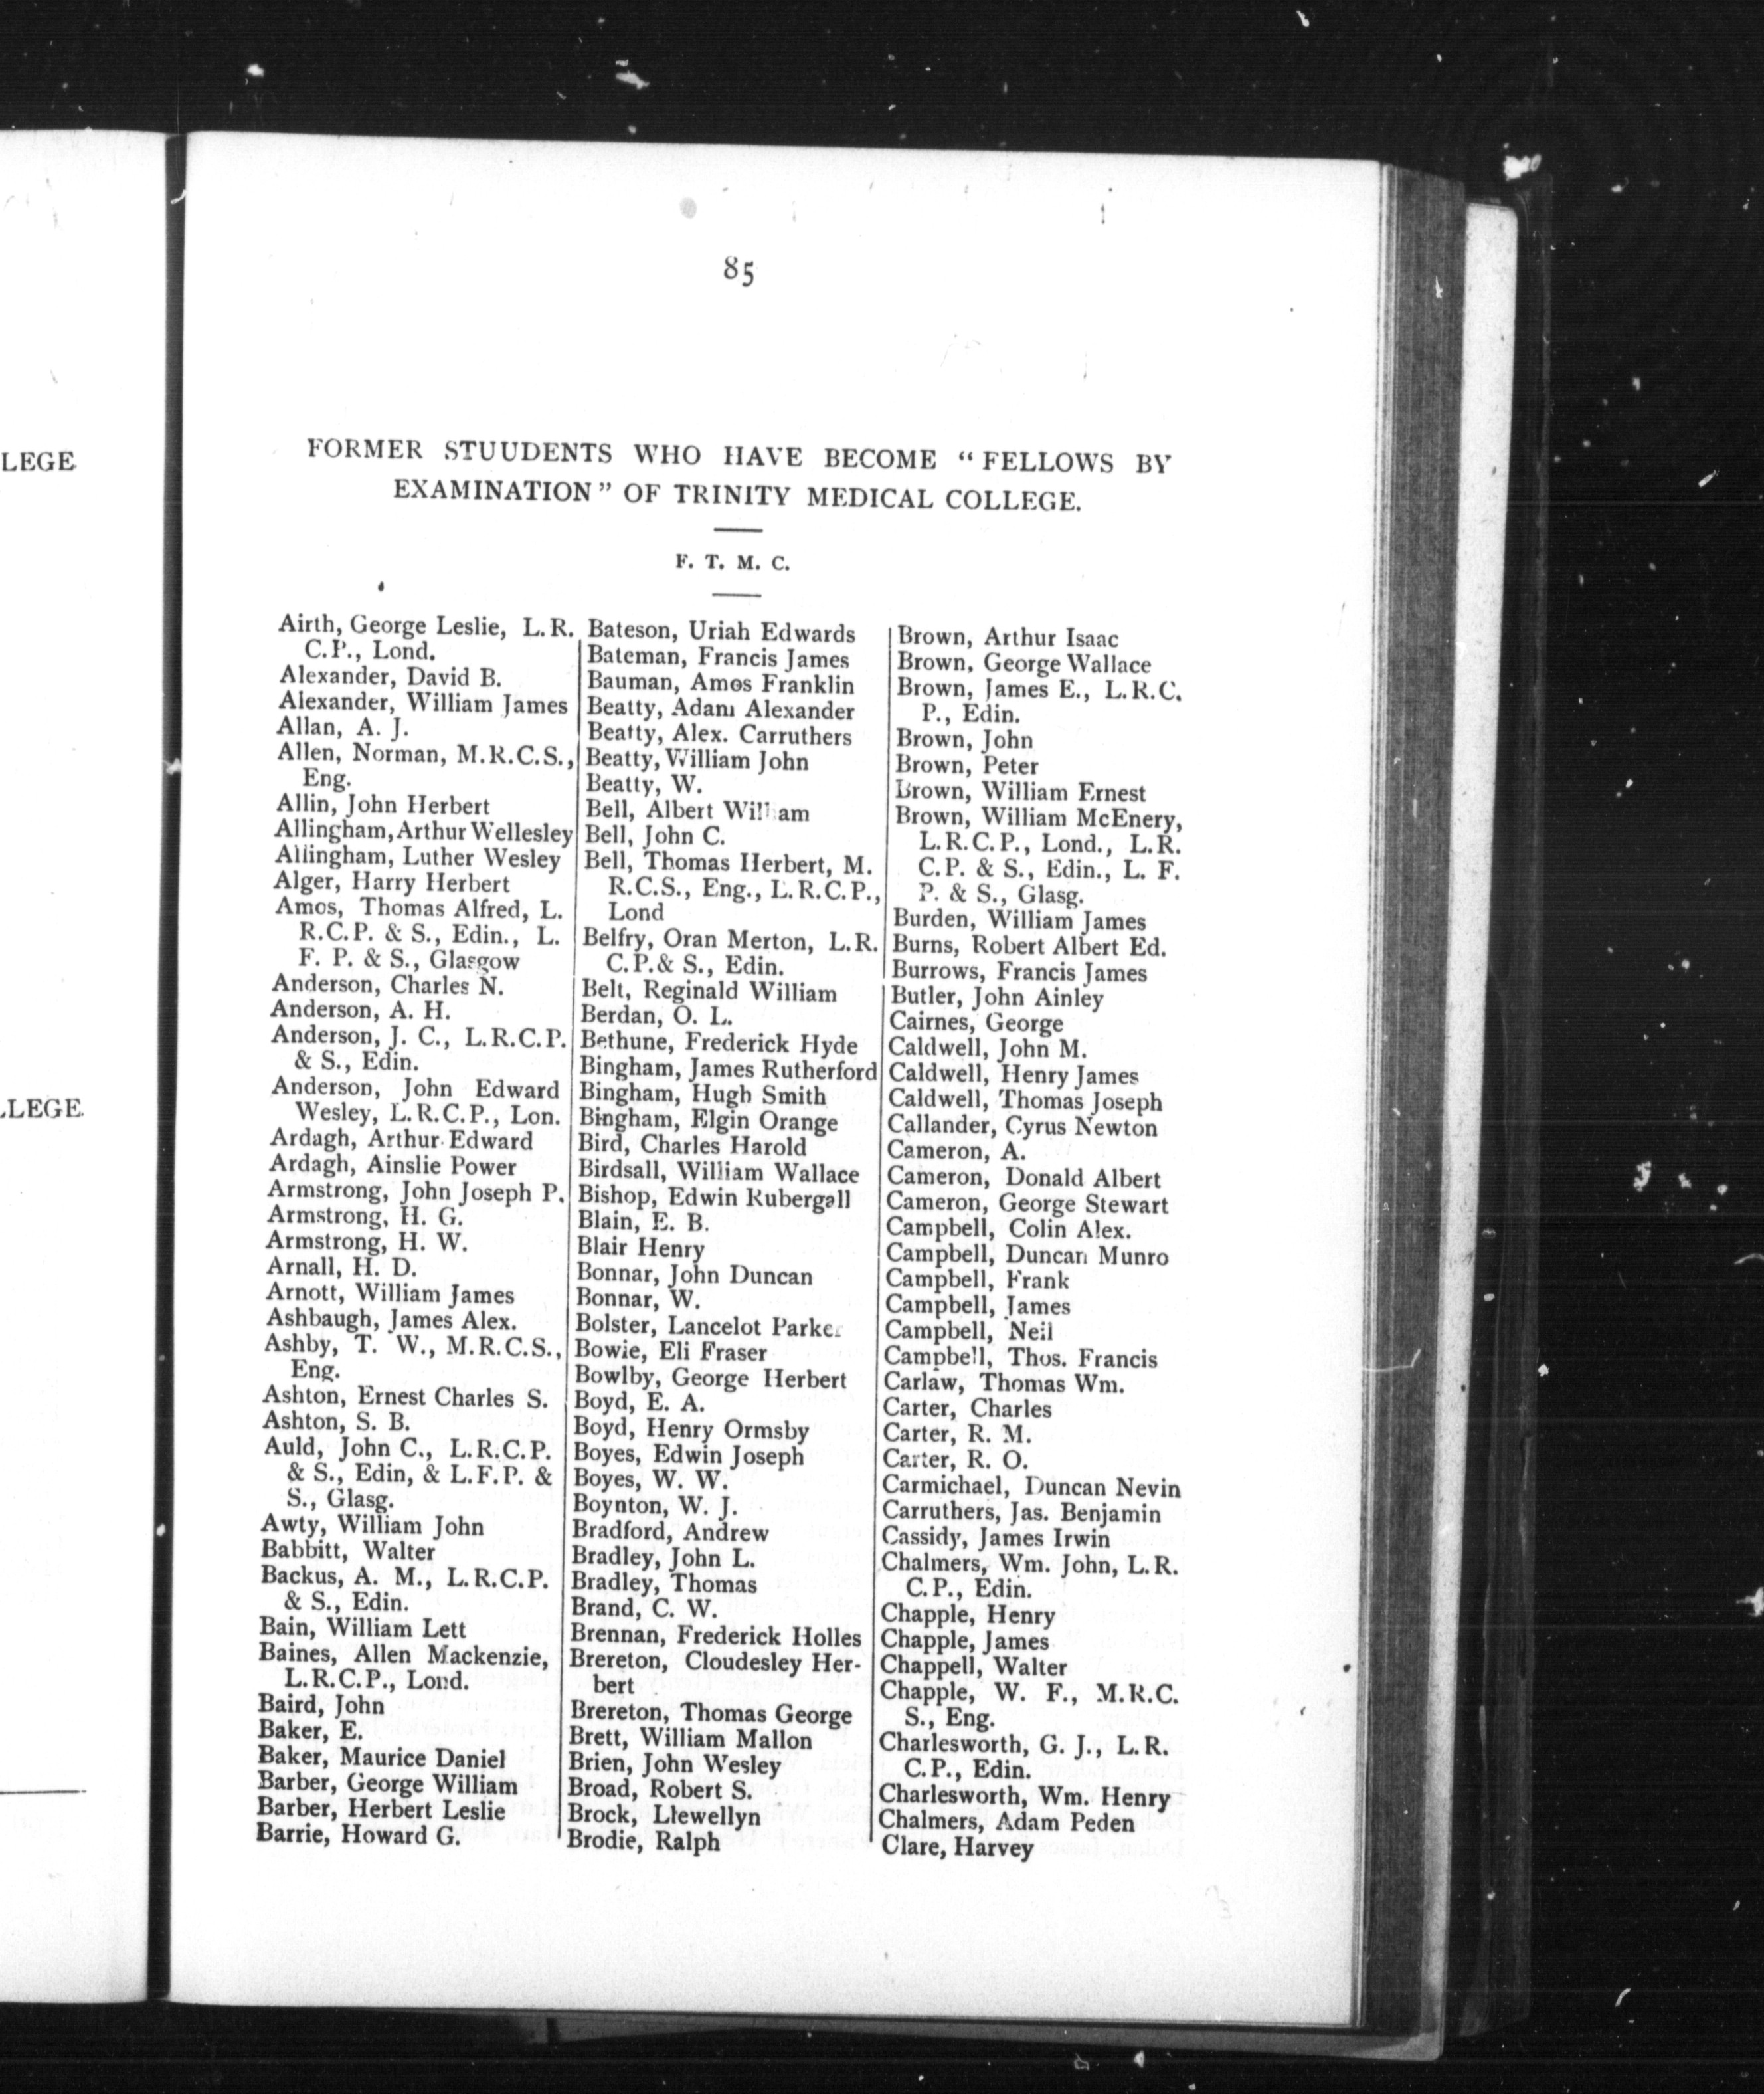 85
LEGE
LLEGE
FORMER STUUDENTS WHO HAVE BECOME "FELLOWS BY
EXAMINATION" OF TRINITY MEDICAL COLLEGE.
F. T. M. C.
Airth, George Leslie, L.R.
C.P., Lond.
Alexander, David B.
Alexander, William James
Allan, A. J.
Allen, Norman, M.R.C.S.,
Eng.
Allin, John Herbert
Allingham, Arthur Wellesley
Allingham, Luther Wesley
Alger, Harry Herbert
Amos, Thomas Alfred, L.
R.C.P. & S., Edin., L.
F. P. & S., Glasgow
Anderson, Charles N.
Anderson, A. H.
Anderson, J. C., L.R.C.P.
& S., Edin.
Anderson, John Edward
Wesley, L.R.C.P., Lon.
Ardagh, Arthur Edward
Ardagh, Ainslie Power
Armstrong, John Joseph P.
Armstrong, H. G.
Armstrong, H. W.
Arnall, H. D.
Arnott, William James
Ashbaugh, James Alex.
Ashby, T. W., M.R.C.S.,
Eng.
Ashton, Ernest Charles S.
Ashton, S. B.
Auld, John C., L.R.C.P.
& S., Edin, & L.F.P. &
S., Glasg.
Awty, William John
Babbitt, Walter
Backus, A. M., L.R.C.P.
& S., Edin.
Bain, William Lett
Baines, Allen Mackenzie,
L.R.C.P., Lond.
Baird, John
Baker, E.
Baker, Maurice Daniel
Barber, George William
Barber, Herbert Leslie
Barrie, Howard G.
Bateson, Uriah Edwards
Bateman, Francis James
Bauman, Amos Franklin
Beatty, Adam Alexander
Beatty, Alex. Carruthers
Beatty, William John
Beatty, W.
Bell, Albert William
Bell, John C.
Bell, Thomas Herbert, M.
R.C.S., Eng., L.R.C.P.,
Lond
Belfry, Oran Merton, L.R.
C.P.& S., Edin.
Belt, Reginald William
Berdan, O. L.
Bethune, Frederick Hyde
Bingham, James Rutherford
Bingham, Hugh Smith
Bingham, Elgin Orange
Bird, Charles Harold
Birdsall, William Wallace
Bishop, Edwin Rubergall
Blain, E. B.
Blair Henry
Bonnar, John Duncan
Bonnar, W.
Bolster, Lancelot Parker
Bowie, Eli Fraser
Bowlby, George Herbert
Boyd, E. A.
Boyd, Henry Ormsby
Boyes, Edwin Joseph
Boyes, W. W.
Boynton, W. J.
Bradford, Andrew
Bradley, John L.
Bradley, Thomas
Brand, C. W.
Brennan, Frederick Holles
Brereton, Cloudesley Her-
bert
Brereton, Thomas George
Brett, William Mallon
Brien, John Wesley
Broad, Robert S.
Brock, Llewellyn
Brodie, Ralph
Brown, Arthur Isaac
Brown, George Wallace
Brown, James E., L.R.C.
P., Edin.
Brown, John
Brown, Peter
Brown, William Ernest
Brown, William McEnery,
L.R.C.P., Lond., L.R.
C.P. & S., Edin., L. F.
P. & S., Glasg.
Burden, William James
Burns, Robert Albert Ed.
Burrows, Francis James
Butler, John Ainley
Cairnes, George
Caldwell, John M.
Caldwell, Henry James
Caldwell, Thomas Joseph
Callander, Cyrus Newton
Cameron, A.
Cameron, Donald Albert
Cameron, George Stewart
Campbell, Colin Alex.
Campbell, Duncan Munro
Campbell, Frank
Campbell, James
Campbell, Neil
Campbell, Thos. Francis
Carlaw, Thomas Wm.
Carter, Charles
Carter, R. M.
Carter, R. O.
Carmichael, Duncan Nevin
Carruthers, Jas. Benjamin
Cassidy, James Irwin
Chalmers, Wm. John, L.R.
C.P., Edin.
Chapple, Henry
Chapple, James
Chappell, Walter
Chapple, W. F., M.R.C.
S., Eng.
Charlesworth, G. J., L.R.
C.P., Edin.
Charlesworth, Wm. Henry
Chalmers, Adam Peden
Clare, Harvey